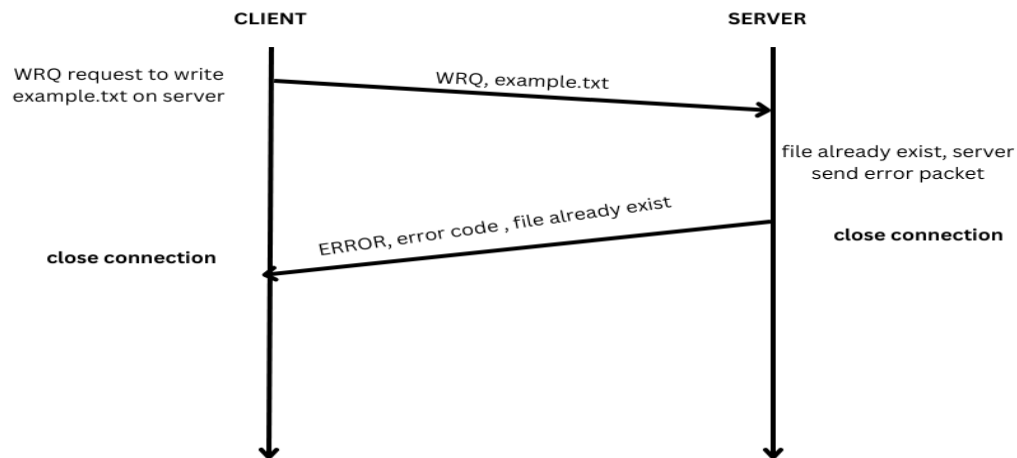 CLIENT
SERVER
WRQ request to write
example.txt on server
WRQ, example.txt
file already exist, server
send error packet
ERROR, error code , file already exist
close connection
close connection